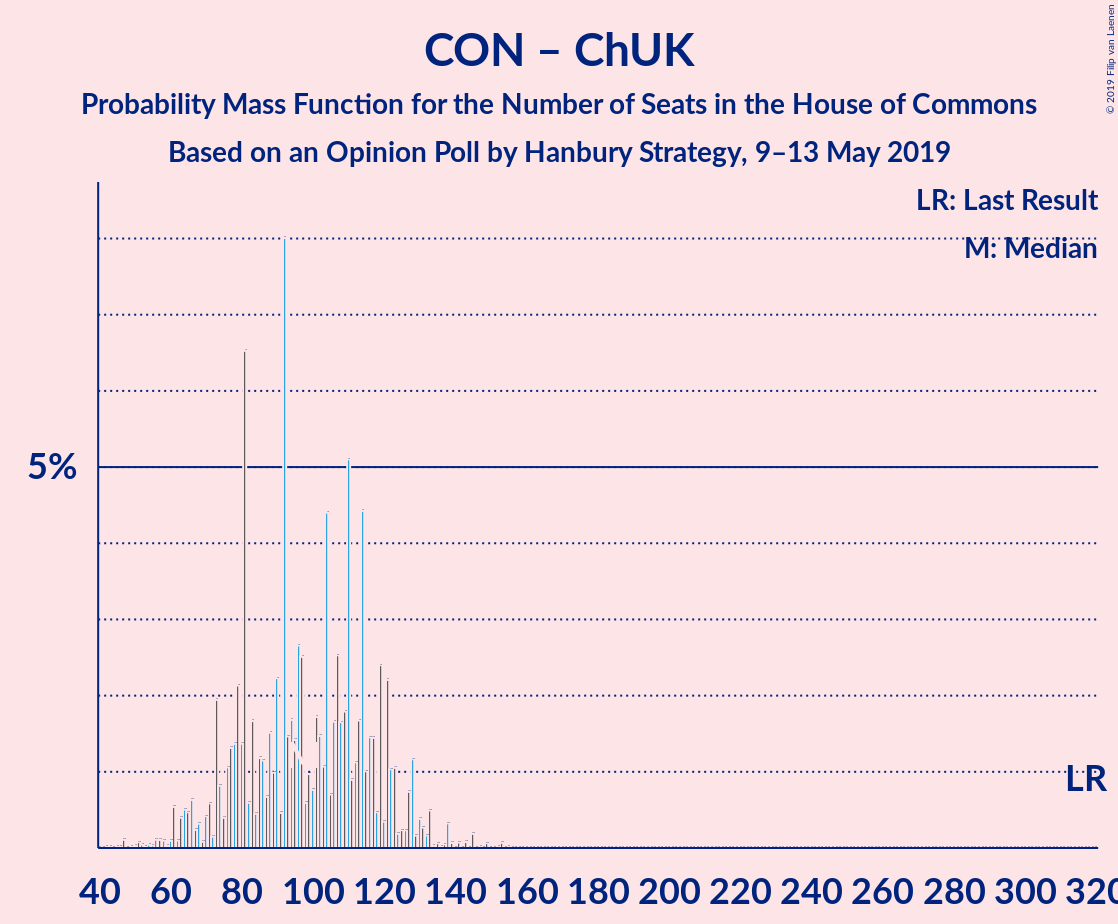 CON – ChUK
Probability Mass Function for the Number of Seats in the House of Commons
Based on an Opinion Poll by Hanbury Strategy, 9–13 May 2019
© 2019 Filip van Laenen
LR: Last Result
M: Median
5%
LR
40 60 80 100 120 140 160 180 200 220 240 260 280 300 320